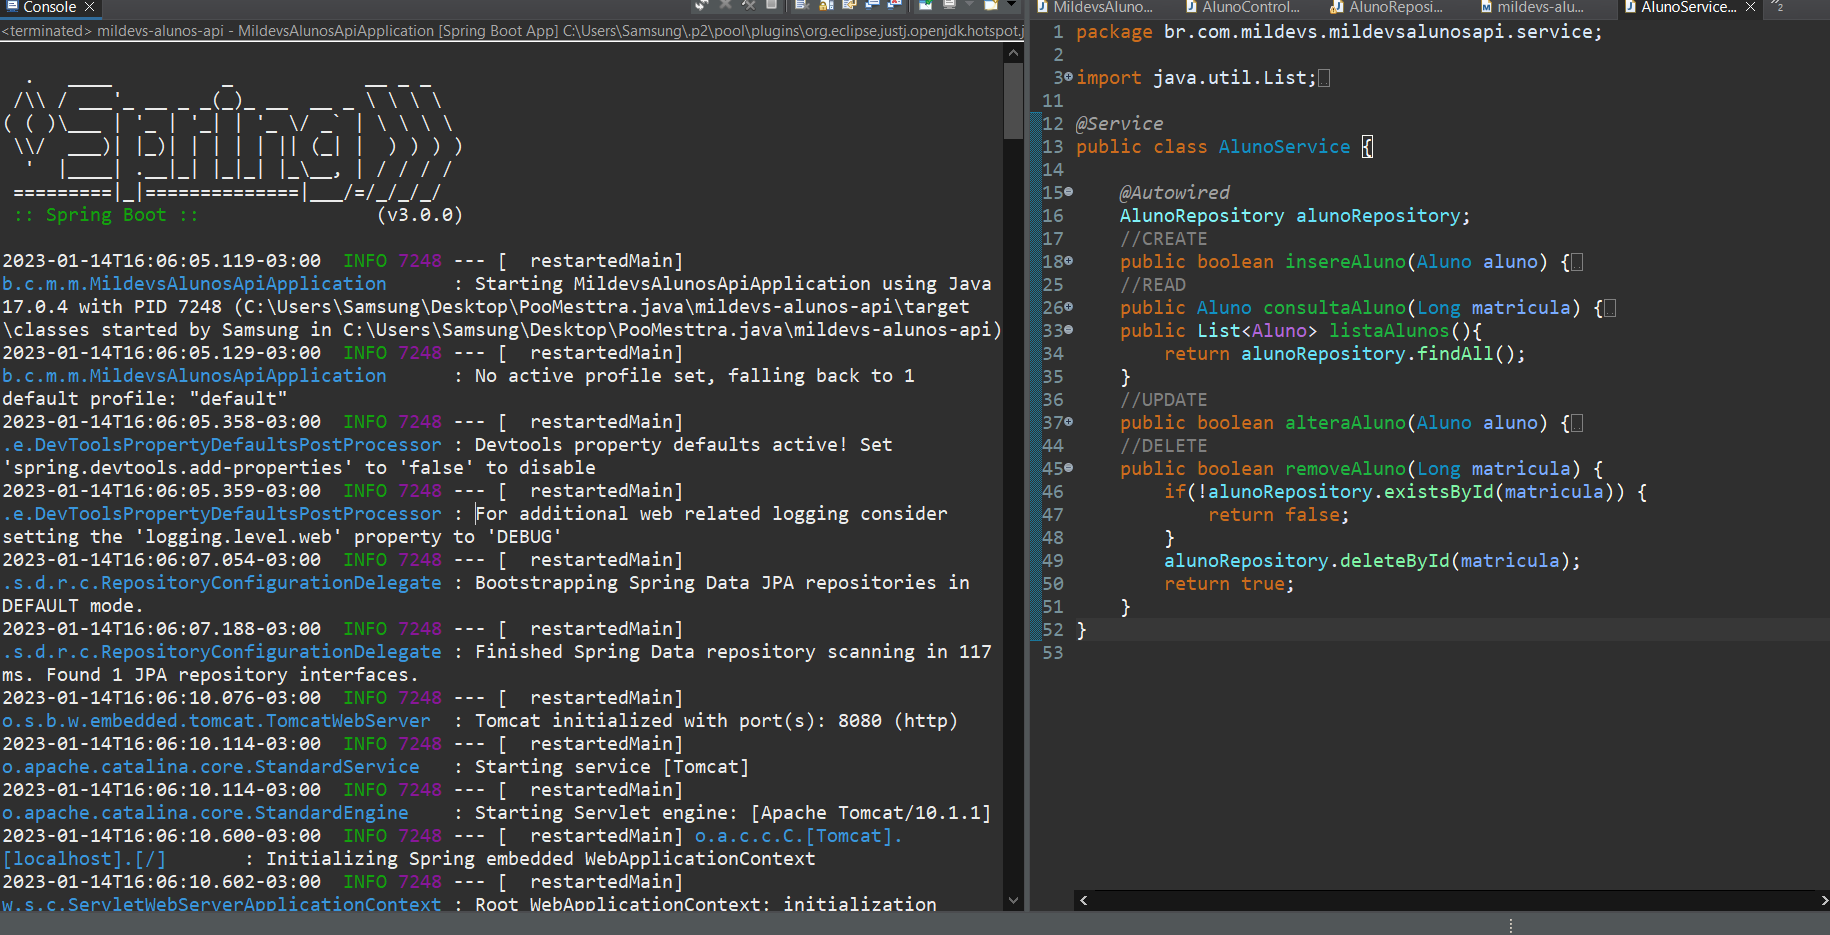 Console
<terminated> mildevs-alunos-api - MildevsAlunosApiApplication [Spring Boot App] C:\Users\Samsung\.p2\pool\plugins\org.eclipse.justj.openjdk.hotspot.j
  .   ____          _            __ _ _
 /\\ / ___'_ __ _ _(_)_ __  __ _ \ \ \ \
( ( )\___ | '_ | '_| | '_ \/ _` | \ \ \ \
 \\/  ___)| |_)| | | | | || (_| |  ) ) ) )
  '  |____| .__|_| |_|_| |_\__, | / / / /
 =========|_|==============|___/=/_/_/_/
 :: Spring Boot ::                (v3.0.0)
2023-01-14T16:06:05.119-03:00  INFO 7248 --- [  restartedMain]
b.c.m.m.MildevsAlunosApiApplication      : Starting MildevsAlunosApiApplication using Java
17.0.4 with PID 7248 (C:\Users\Samsung\Desktop\PooMesttra.java\mildevs-alunos-api\target
\classes started by Samsung in C:\Users\Samsung\Desktop\PooMesttra.java\mildevs-alunos-api)
2023-01-14T16:06:05.129-03:00  INFO 7248 --- [  restartedMain]
b.c.m.m.MildevsAlunosApiApplication      : No active profile set, falling back to 1
default profile: "default"
2023-01-14T16:06:05.358-03:00  INFO 7248 --- [  restartedMain]
.e.DevToolsPropertyDefaultsPostProcessor : Devtools property defaults active! Set
'spring.devtools.add-properties' to 'false' to disable
2023-01-14T16:06:05.359-03:00  INFO 7248 --- [  restartedMain]
.e.DevToolsPropertyDefaultsPostProcessor : For additional web related logging consider
setting the 'logging.level.web' property to 'DEBUG'
2023-01-14T16:06:07.054-03:00  INFO 7248 --- [  restartedMain]
.s.d.r.c.RepositoryConfigurationDelegate : Bootstrapping Spring Data JPA repositories in
DEFAULT mode.
2023-01-14T16:06:07.188-03:00  INFO 7248 --- [  restartedMain]
.s.d.r.c.RepositoryConfigurationDelegate : Finished Spring Data repository scanning in 117
ms. Found 1 JPA repository interfaces.
2023-01-14T16:06:10.076-03:00  INFO 7248 --- [  restartedMain]
o.s.b.w.embedded.tomcat.TomcatWebServer  : Tomcat initialized with port(s): 8080 (http)
2023-01-14T16:06:10.114-03:00  INFO 7248 --- [  restartedMain]
o.apache.catalina.core.StandardService   : Starting service [Tomcat]
2023-01-14T16:06:10.114-03:00  INFO 7248 --- [  restartedMain]
o.apache.catalina.core.StandardEngine    : Starting Servlet engine: [Apache Tomcat/10.1.1]
2023-01-14T16:06:10.600-03:00  INFO 7248 --- [  restartedMain] o.a.c.c.C.[Tomcat].
[localhost].[/]       : Initializing Spring embedded WebApplicationContext
2023-01-14T16:06:10.602-03:00  INFO 7248 --- [  restartedMain]
w.s.c.ServletWebServerApplicationContext : Root WebApplicationContext: initialization
MildevsAluno... AlunoControl... AlunoReposi... mildevs-alu... AlunoService... 2
1 package br.com.mildevs.mildevsalunosapi.service;
2
3 import java.util.List;
11
12 @Service
13 public class AlunoService {
14
15     @Autowired
16     AlunoRepository alunoRepository;
17     //CREATE
18     public boolean insereAluno(Aluno aluno) {
25     //READ
26     public Aluno consultaAluno(Long matricula) {
33     public List<Aluno> listaAlunos(){
34         return alunoRepository.findAll();
35     }
36     //UPDATE
37     public boolean alteraAluno(Aluno aluno) {
44     //DELETE
45     public boolean removeAluno(Long matricula) {
46         if(!alunoRepository.existsById(matricula)) {
47             return false;
48         }
49         alunoRepository.deleteById(matricula);
50         return true;
51     }
52 }
53